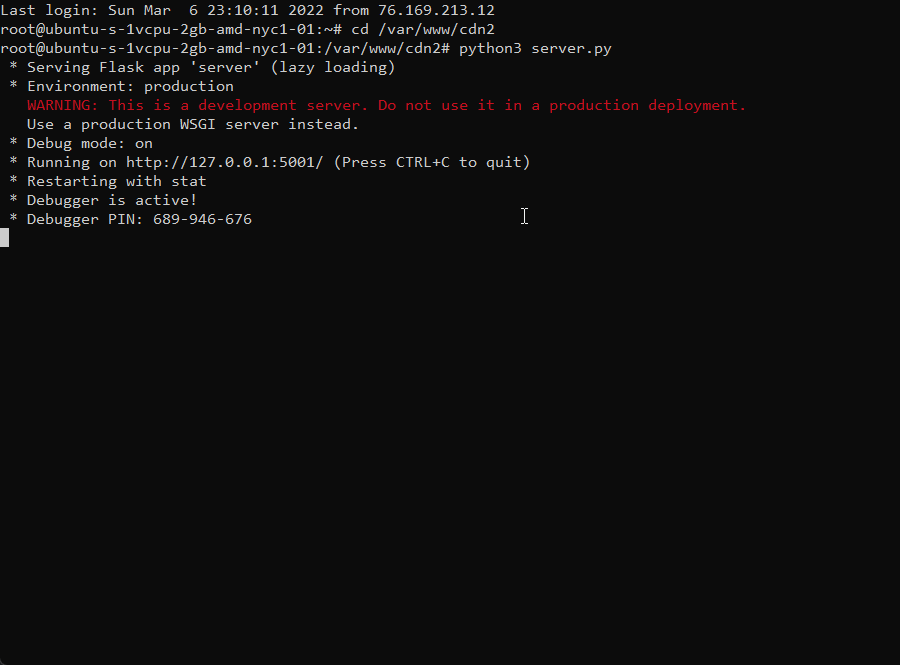 Last login: Sun Mar  6 23:10:11 2022 from 76.169.213.12
root@ubuntu-s-1vcpu-2gb-amd-nyc1-01:~# cd /var/www/cdn2
root@ubuntu-s-1vcpu-2gb-amd-nyc1-01:/var/www/cdn2# python3 server.py
 * Serving Flask app 'server' (lazy loading)
 * Environment: production
   WARNING: This is a development server. Do not use it in a production deployment.
   Use a production WSGI server instead.
 * Debug mode: on
 * Running on http://127.0.0.1:5001/ (Press CTRL+C to quit)
 * Restarting with stat
 * Debugger is active!
 * Debugger PIN: 689-946-676